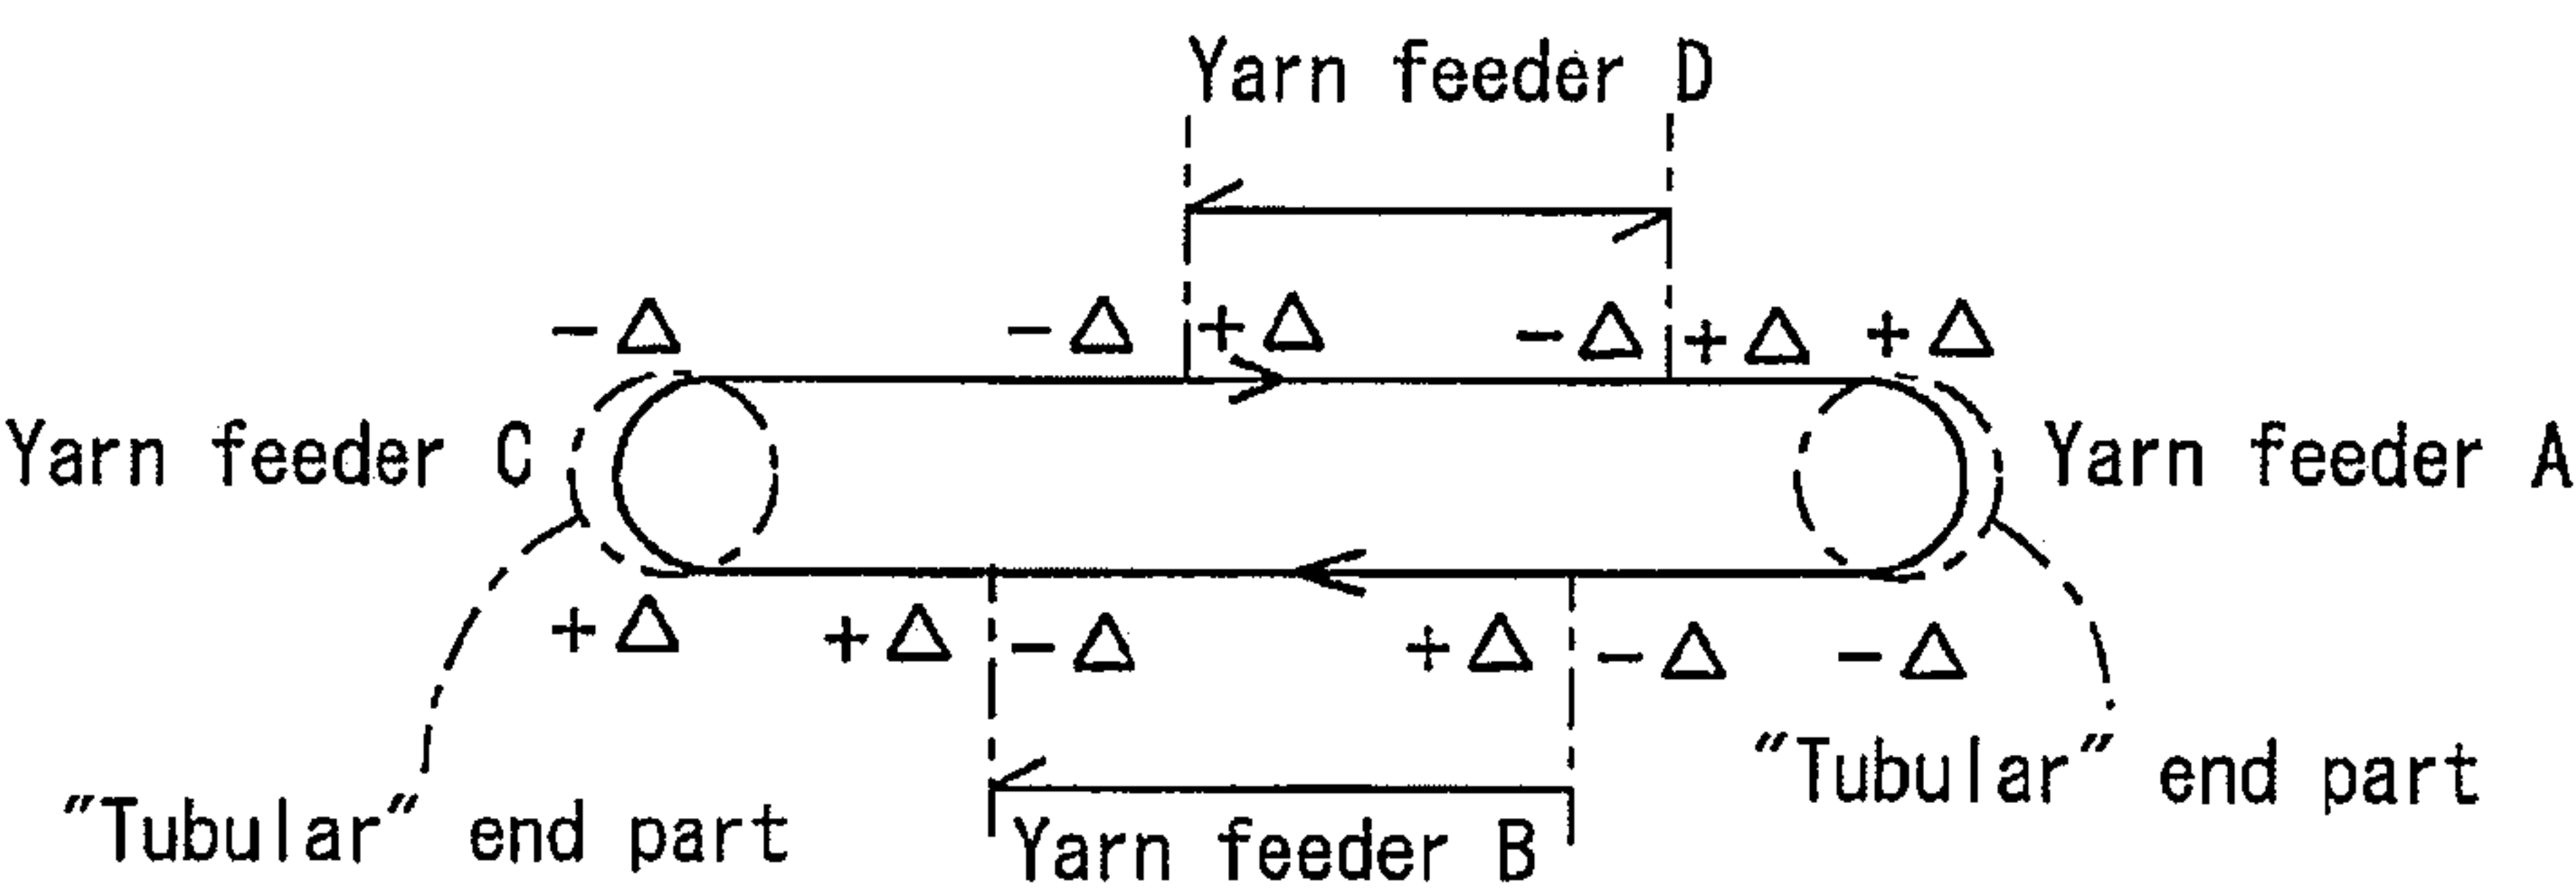 Yarn feeder D
-△ -△ +△ -△ +△ +△
Yarn feeder C Yarn feeder A
+△ +△ -△ +△ -△ -△
"Tubular" end part
"Tubular" end part
Yarn feeder B